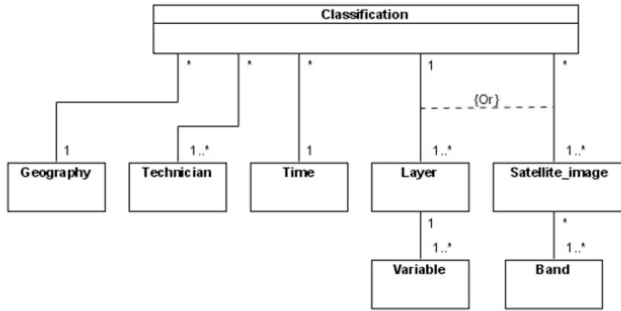 Classification
* * * 1 *
{Or}
1 1..* 1 1..* 1..*
Geography Technician Time Layer Satellite_image
1 *
1..* 1..*
Variable Band